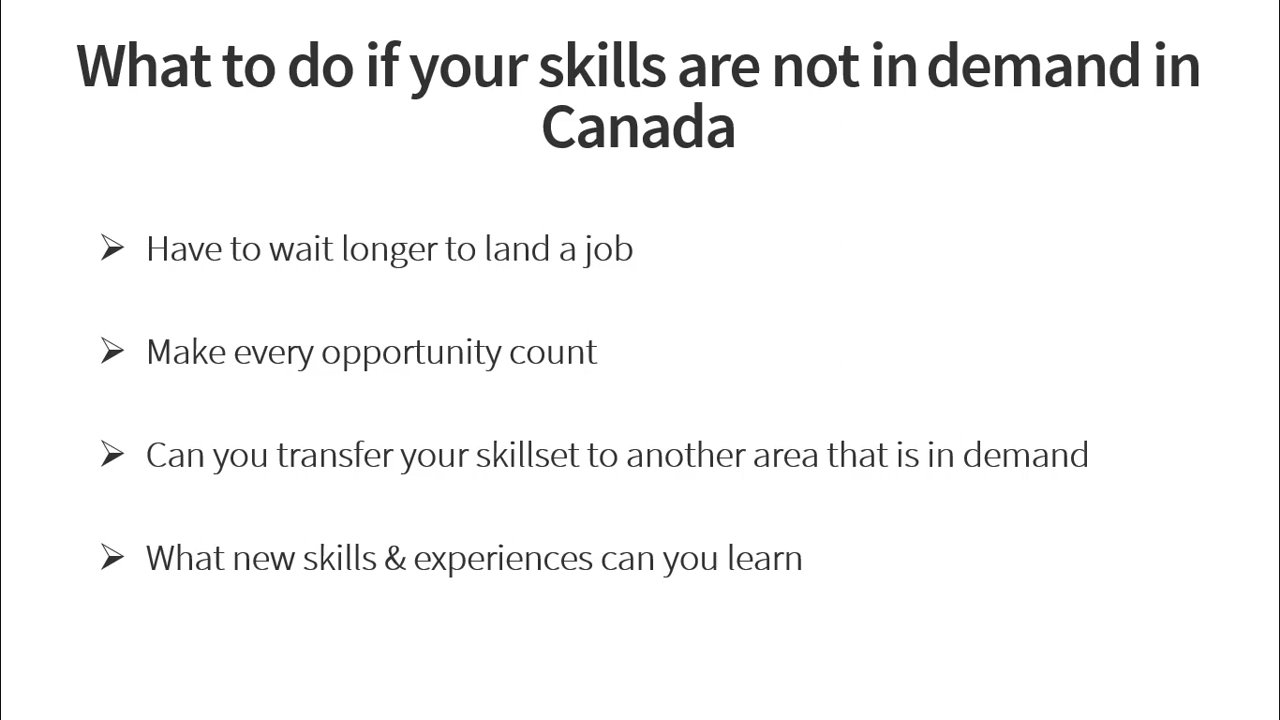 What to do if your skills are not in demand in
Canada
➢ Have to wait longer to land a job
➢ Make every opportunity count
➢ Can you transfer your skillset to another area that is in demand
➢ What new skills & experiences can you learn